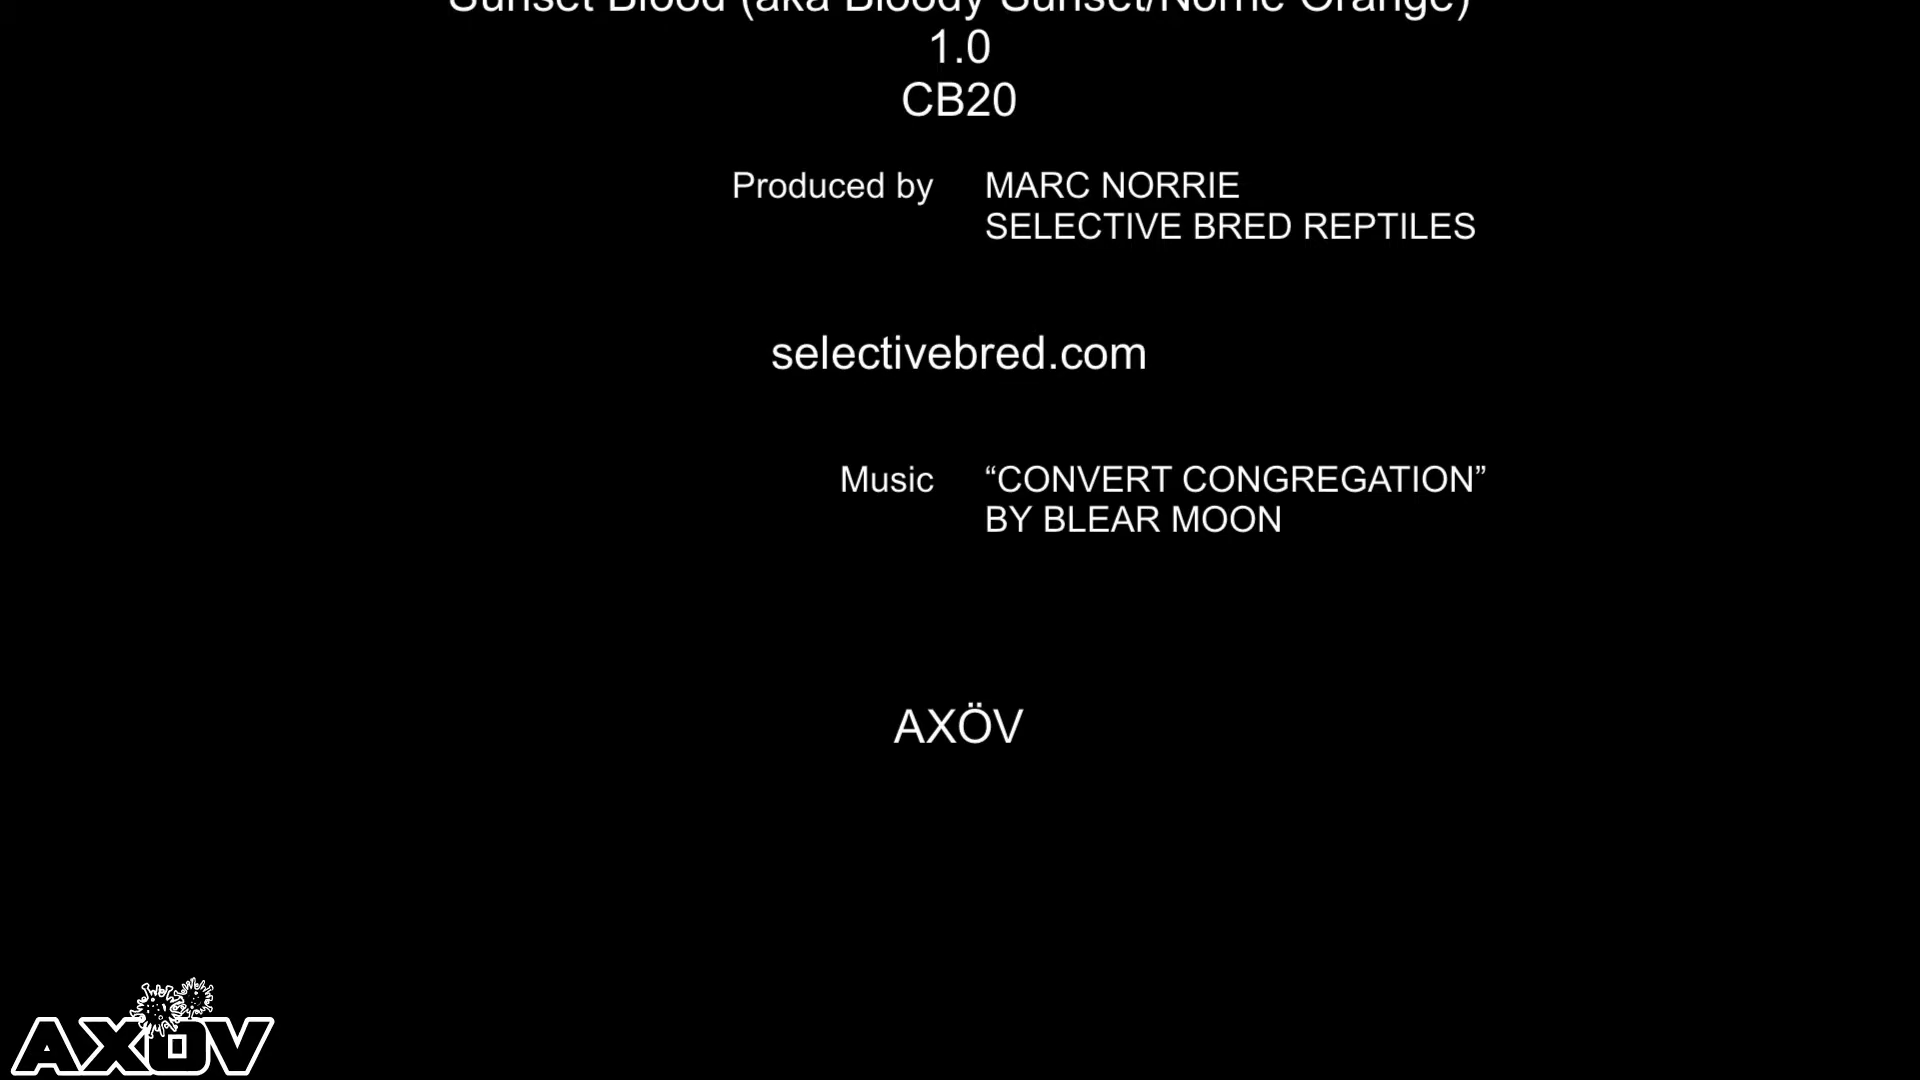 Sunset Blood (aka Bloody Sunset/Norrie Orange)
1.0
CB20
Produced by MARC NORRIE
SELECTIVE BRED REPTILES
selectivebred.com
Music “CONVERT CONGREGATION”
BY BLEAR MOON
AXÖV
AXÖV